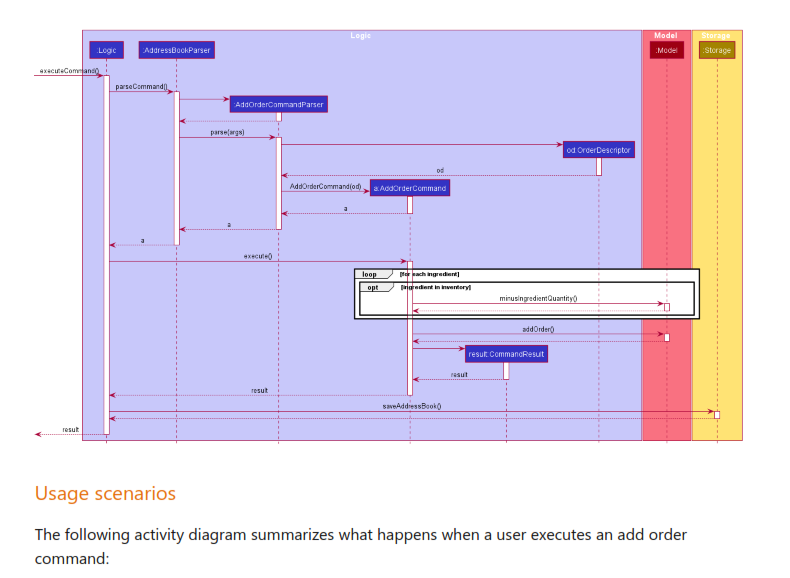 Logic
Model
Storage
:Logic
:AddressBookParser
:Model
:Storage
executeCommand()
parseCommand()
:AddOrderCommandParser
parse(args)
od:OrderDescriptor
od
AddOrderCommand(od)
a:AddOrderCommand
a
a
a
execute()
loop [for each ingredient]
opt [ingredient in inventory]
minusIngredientQuantity()
addOrder()
result:CommandResult
result
result
saveAddressBook()
result
Usage scenarios
The following activity diagram summarizes what happens when a user executes an add order
command: